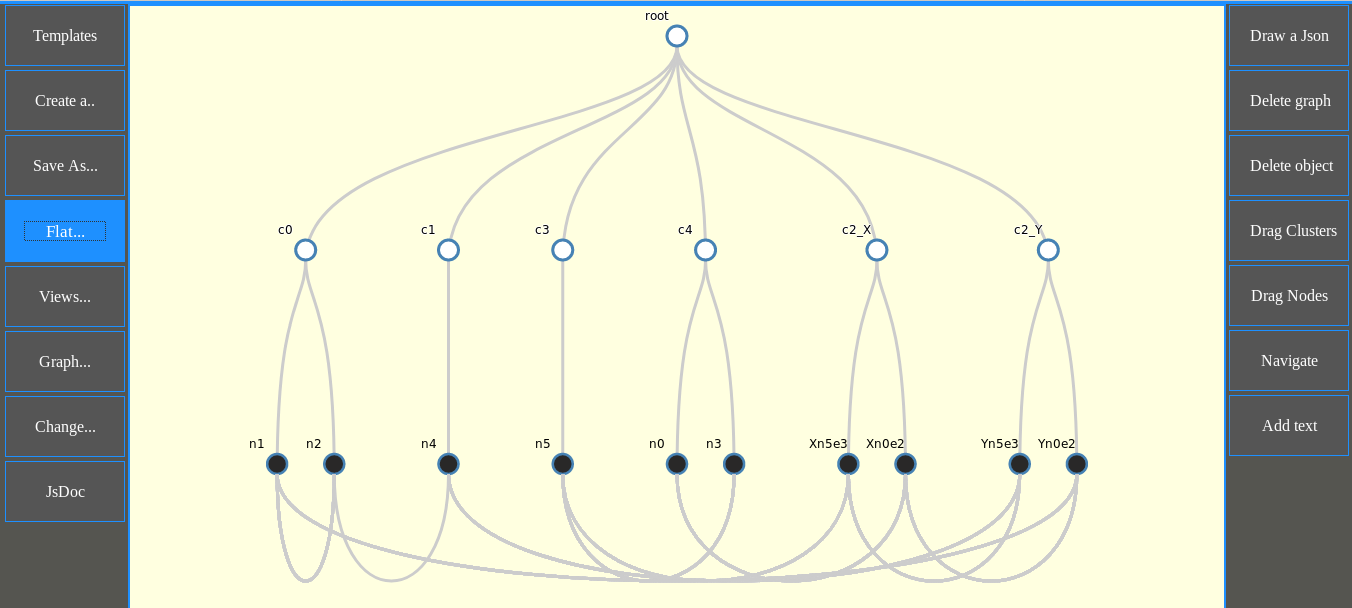 Templates
Create a..
Save As...
Flat...
Views...
Graph...
Change...
JsDoc
root
c0 c1 c3 c4 c2_X c2_Y
n1 n2 n4 n5 n0 n3 Xn5e3 Xn0e2 Yn5e3 Yn0e2
Draw a Json
Delete graph
Delete object
Drag Clusters
Drag Nodes
Navigate
Add text